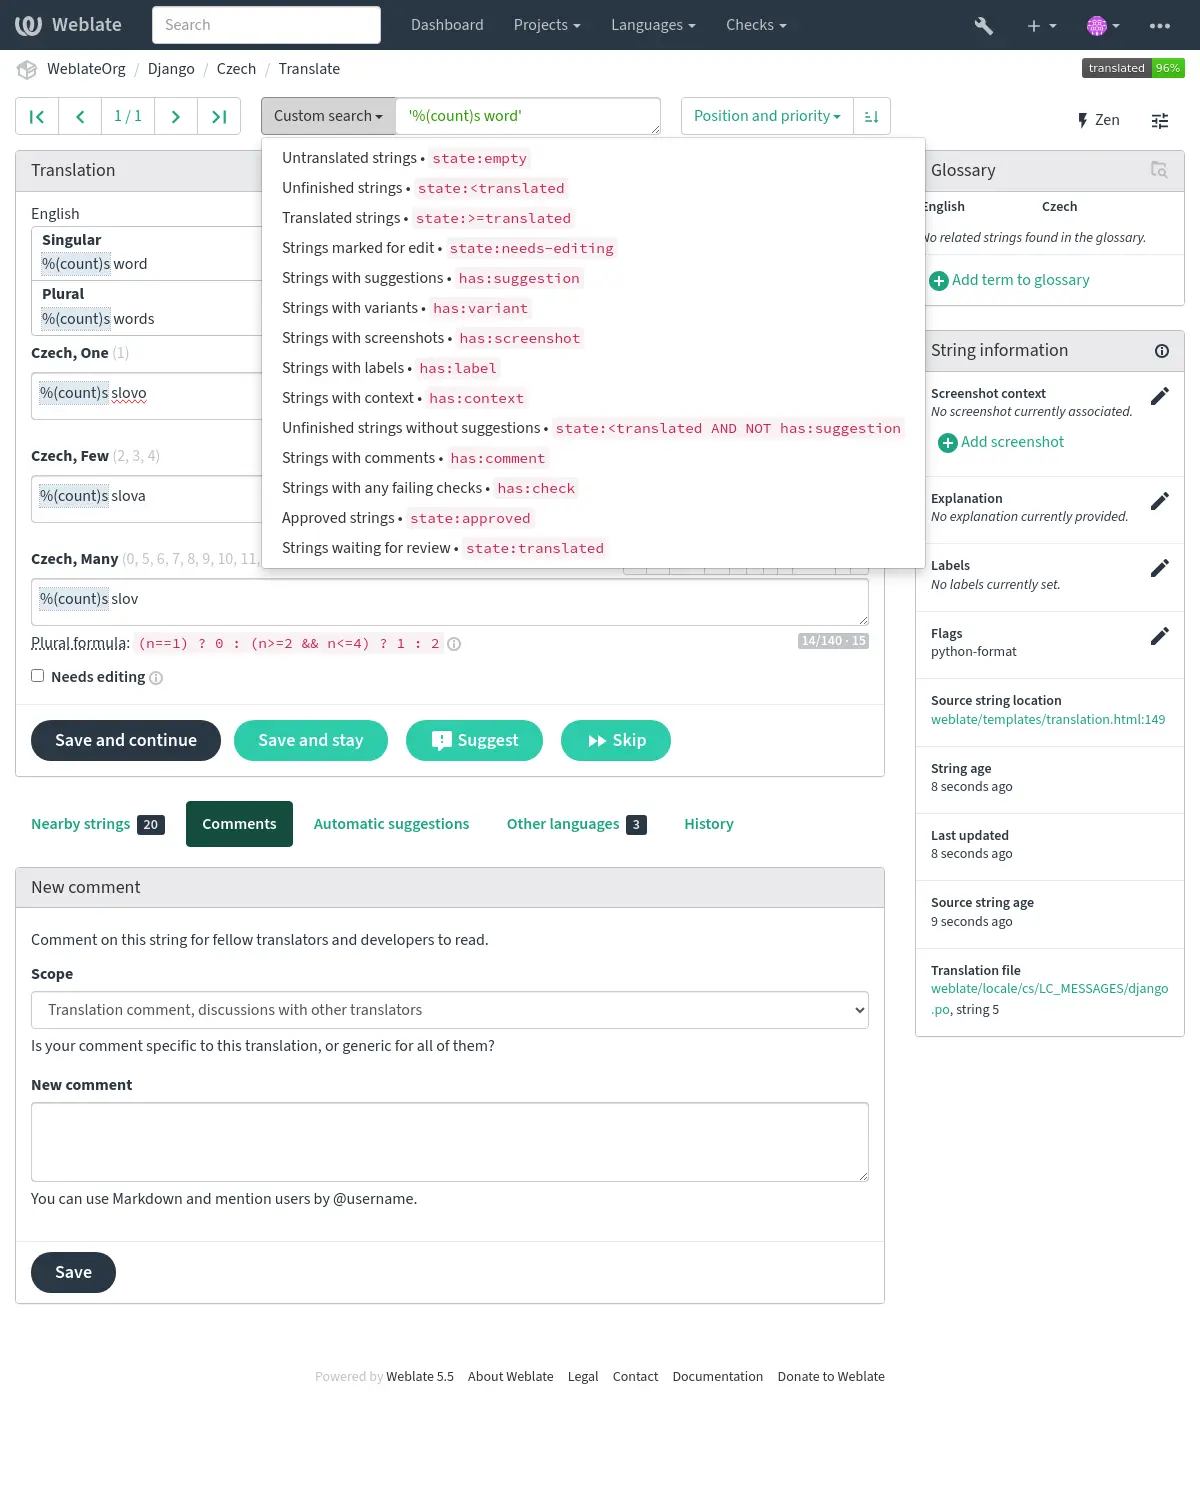 Weblate
Search
Dashboard
Projects
Languages
Checks
WeblateOrg / Django / Czech / Translate
translated 96%
1 / 1
Custom search
'%(count)s word'
Position and priority
Zen
Untranslated strings • state:empty
Unfinished strings • state:<translated
Translated strings • state:>=translated
Strings marked for edit • state:needs-editing
Strings with suggestions • has:suggestion
Strings with variants • has:variant
Strings with screenshots • has:screenshot
Strings with labels • has:label
Strings with context • has:context
Unfinished strings without suggestions • state:<translated AND NOT has:suggestion
Strings with comments • has:comment
Strings with any failing checks • has:check
Approved strings • state:approved
Strings waiting for review • state:translated
Translation
English
Singular
%(count)s word
Plural
%(count)s words
Czech, One (1)
%(count)s slovo
Czech, Few (2, 3, 4)
%(count)s slova
Czech, Many (0, 5, 6, 7, 8, 9, 10, 11,
%(count)s slov
Plural formula: (n==1) ? 0 : (n>=2 && n<=4) ? 1 : 2
14/140 · 15
Needs editing
Save and continue
Save and stay
Suggest
Skip
Nearby strings 20
Comments
Automatic suggestions
Other languages 3
History
New comment
Comment on this string for fellow translators and developers to read.
Scope
Translation comment, discussions with other translators
Is your comment specific to this translation, or generic for all of them?
New comment
You can use Markdown and mention users by @username.
Save
Glossary
English
Czech
No related strings found in the glossary.
Add term to glossary
String information
Screenshot context
No screenshot currently associated.
Add screenshot
Explanation
No explanation currently provided.
Labels
No labels currently set.
Flags
python-format
Source string location
weblate/templates/translation.html:149
String age
8 seconds ago
Last updated
8 seconds ago
Source string age
9 seconds ago
Translation file
weblate/locale/cs/LC_MESSAGES/django
.po, string 5
Powered by Weblate 5.5
About Weblate
Legal
Contact
Documentation
Donate to Weblate